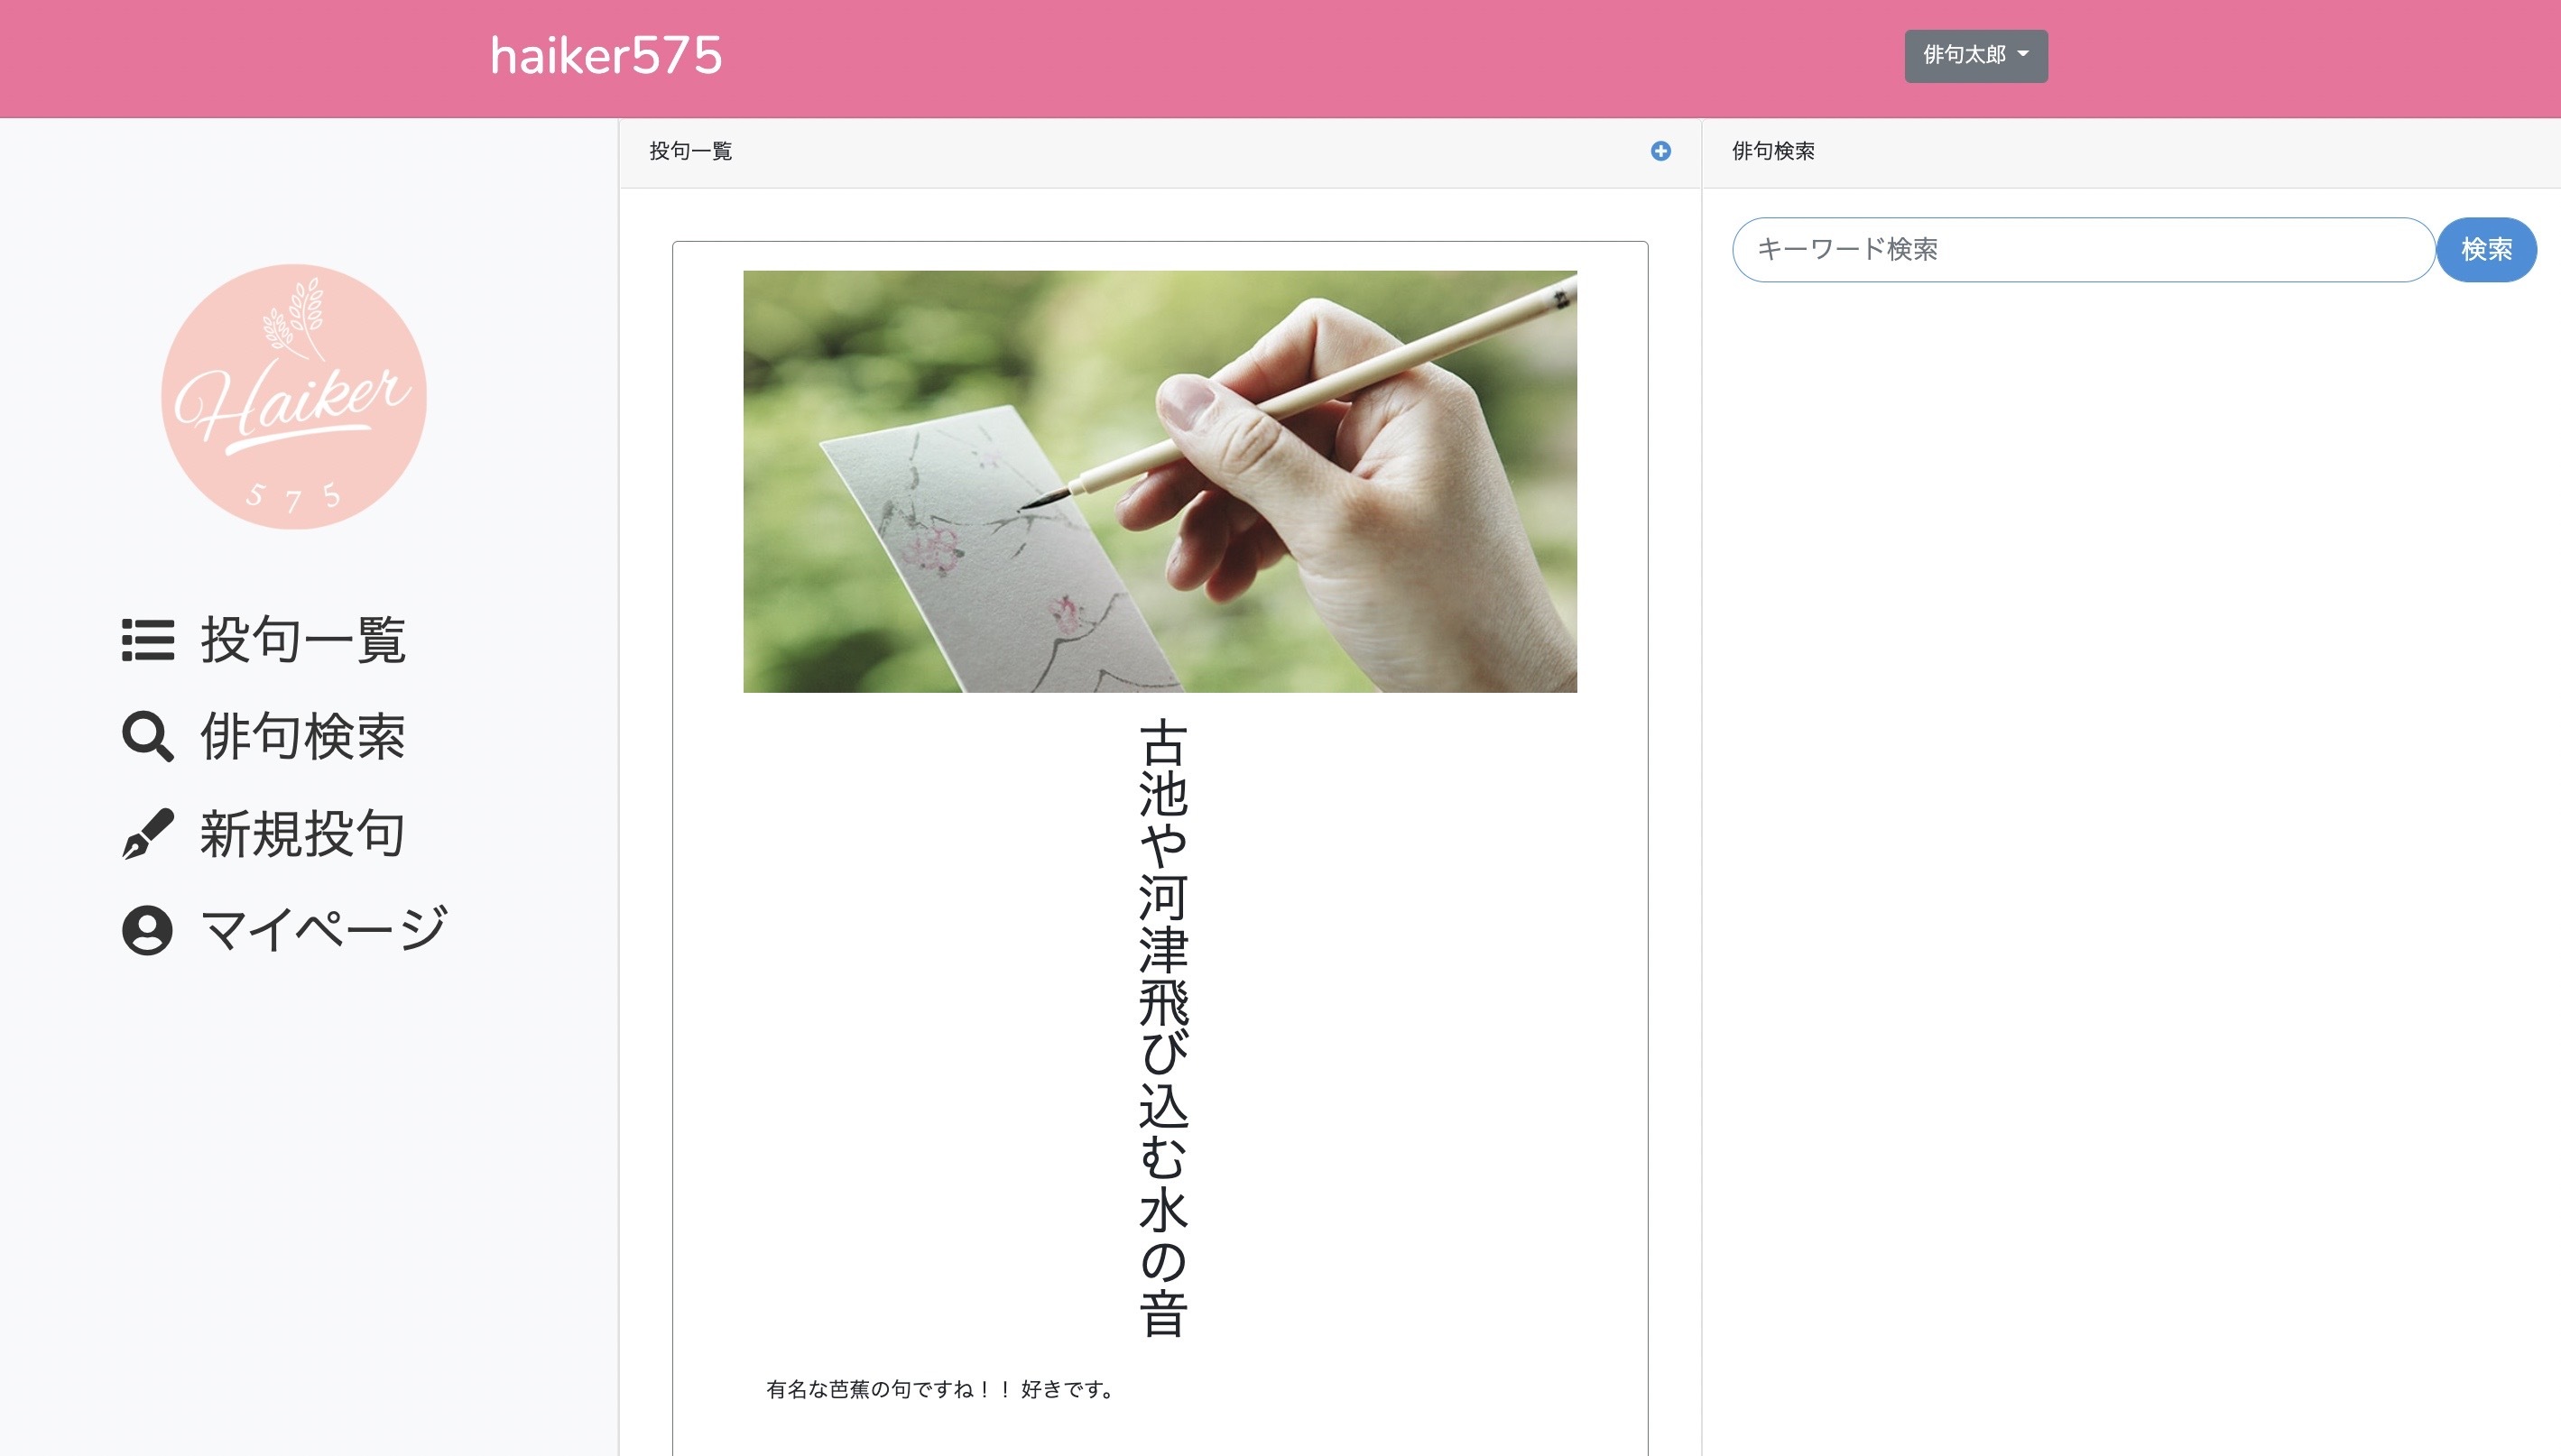 haiker575
俳句太郎
Haiker
5 7 5
投句一覧
俳句検索
新規投句
マイページ
投句一覧
古池や河津飛び込む水の音
有名な芭蕉の句ですね！！ 好きです。
俳句検索
キーワード検索
検索